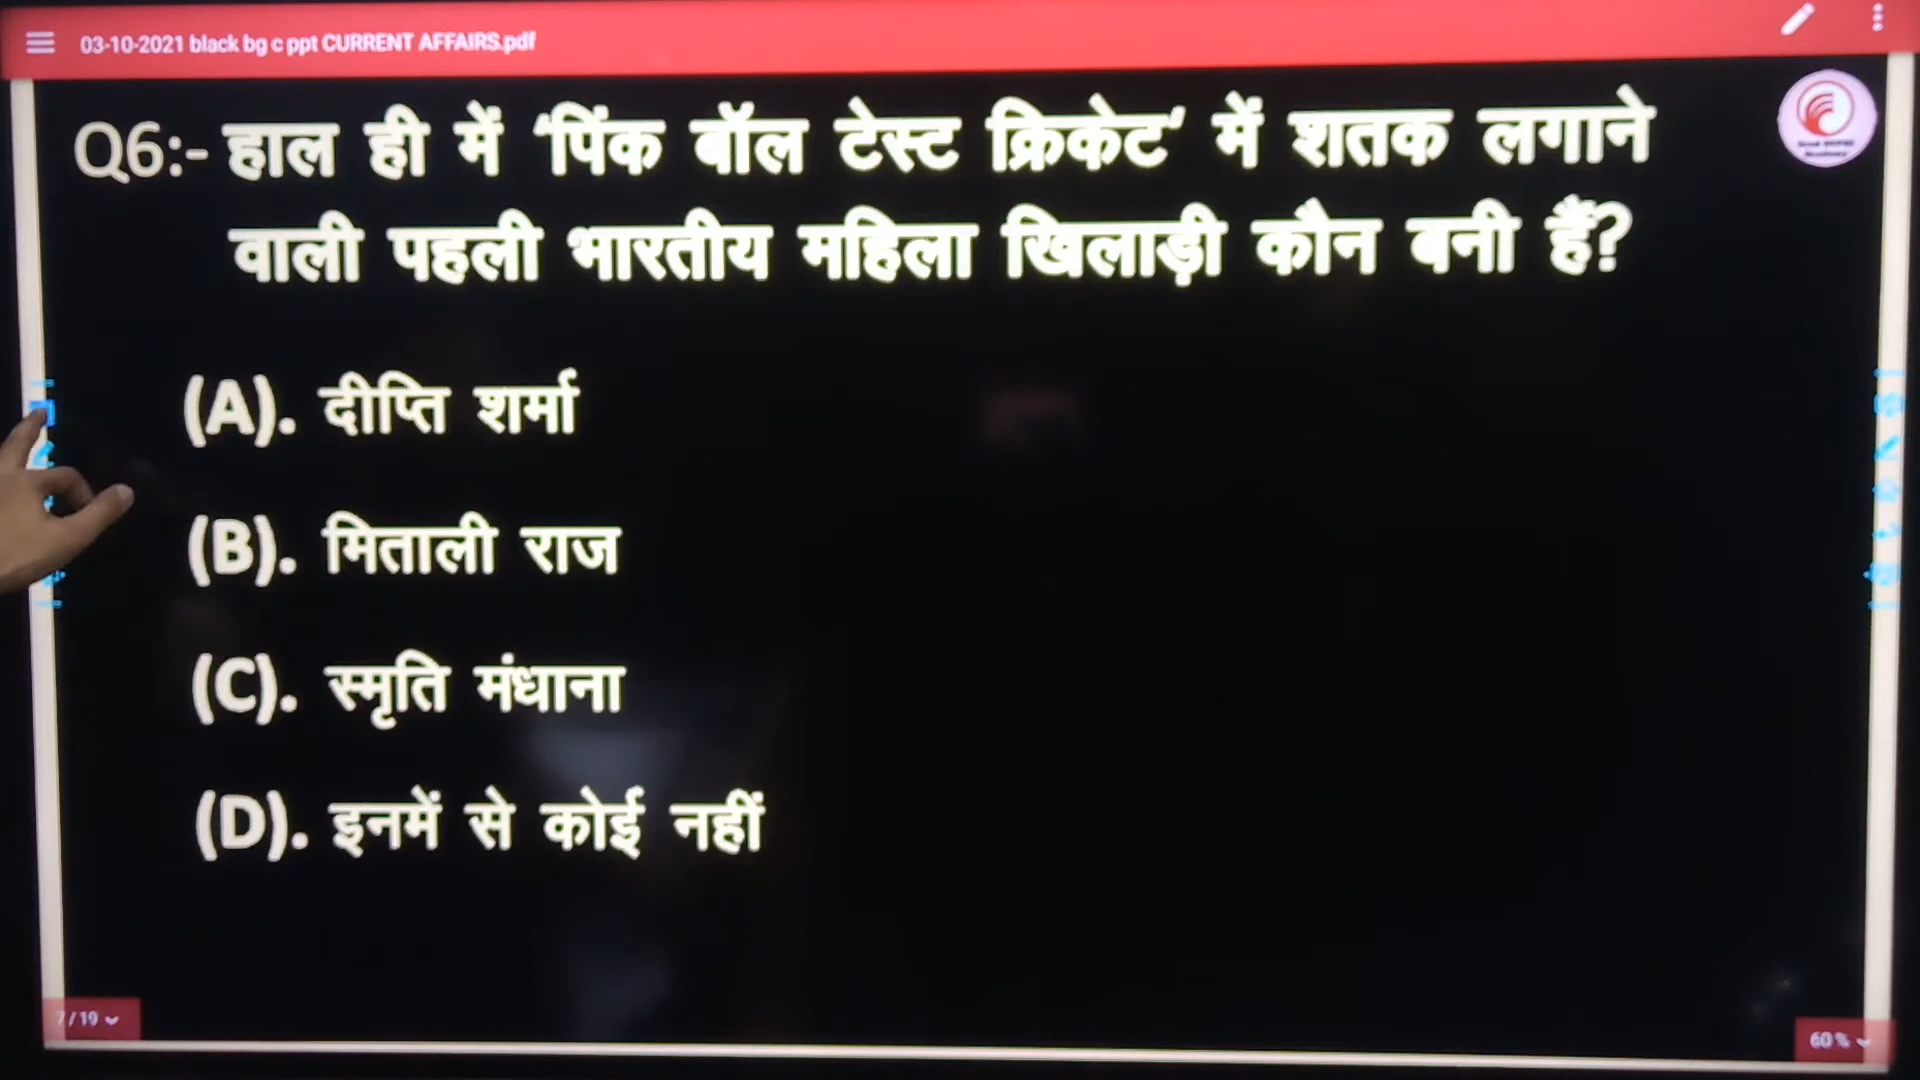 03-10-2021 black bg c ppt CURRENT AFFAIRS.pdf
Q6:- हाल ही में ‘पिंक बॉल टेस्ट क्रिकेट’ में शतक लगाने
वाली पहली भारतीय महिला खिलाड़ी कौन बनी हैं?
(A). दीप्ति शर्मा
(B). मिताली राज
(C). स्मृति मंधाना
(D). इनमें से कोई नहीं
7/19
60%